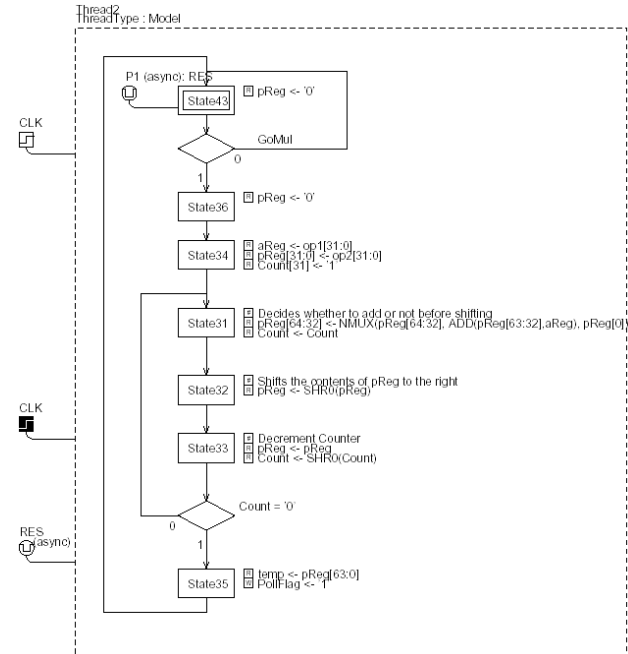 Thread2
ThreadType : Model
P1 (async): RES
State43
R pReg <- '0'
CLK
GoMul
0
1
State36
R pReg <- '0'
State34
R aReg <- op1[31:0]
R pReg[31:0] <- op2[31:0]
R Count[31] <- '1
State31
# Decides whether to add or not before shifting
R pReg[64:32] <- NMUX(pReg[64:32], ADD(pReg[63:32],aReg), pReg[0])
R Count <- Count
State32
# Shifts the contents of pReg to the right
R pReg <- SHR0(pReg)
CLK
State33
# Decrement Counter
R pReg <- pReg
R Count <- SHR0(Count)
Count = '0'
0
1
RES
(async)
State35
R temp <- pReg[63:0]
W PollFlag <- '1'